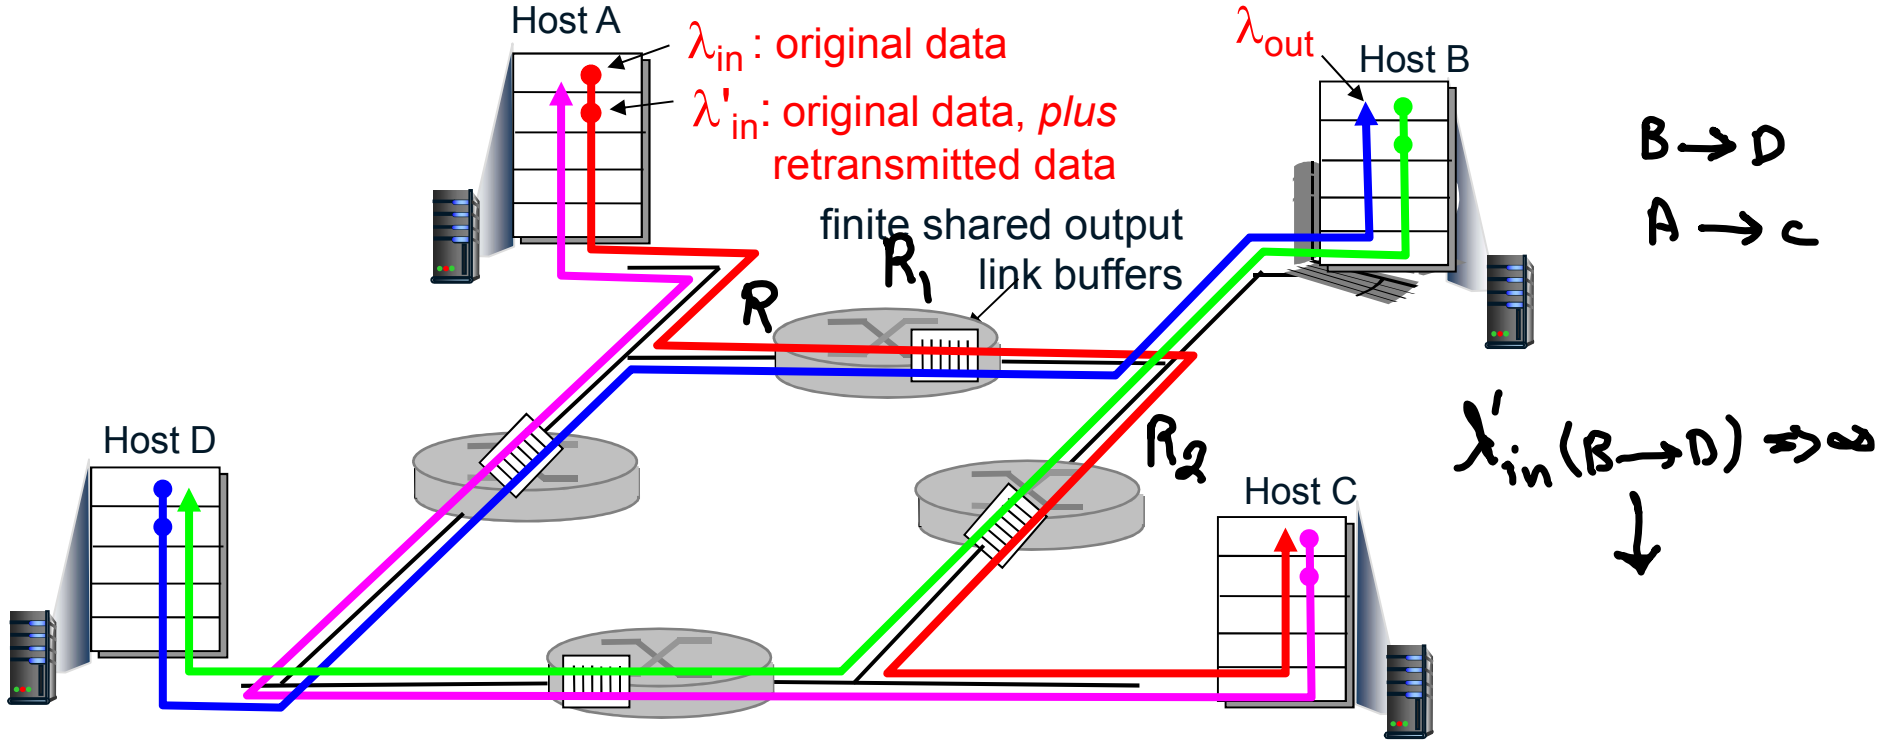 Host A
λin : original data
λ'in: original data, plus
retransmitted data
λout
Host B
finite shared output
link buffers
R
R1
B → D
A → C
R2
λ'in (B → D) ⇒ ∞
↓
Host D
Host C